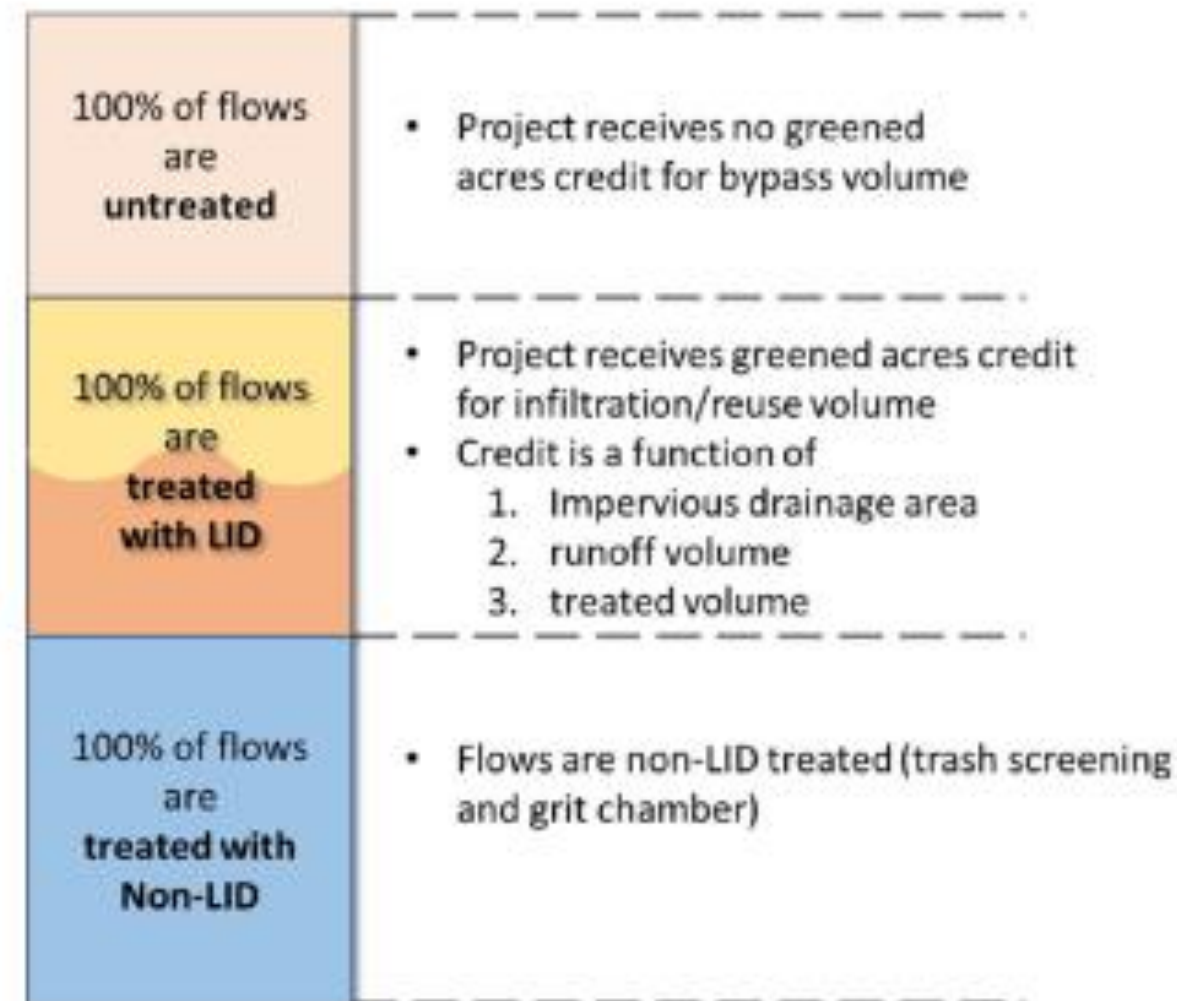 100% of flows
are
untreated
• Project receives no greened
acres credit for bypass volume
100% of flows
are
treated
with LID
• Project receives greened acres credit
for infiltration/reuse volume
• Credit is a function of
1. Impervious drainage area
2. runoff volume
3. treated volume
100% of flows
are
treated with
Non-LID
• Flows are non-LID treated (trash screening
and grit chamber)